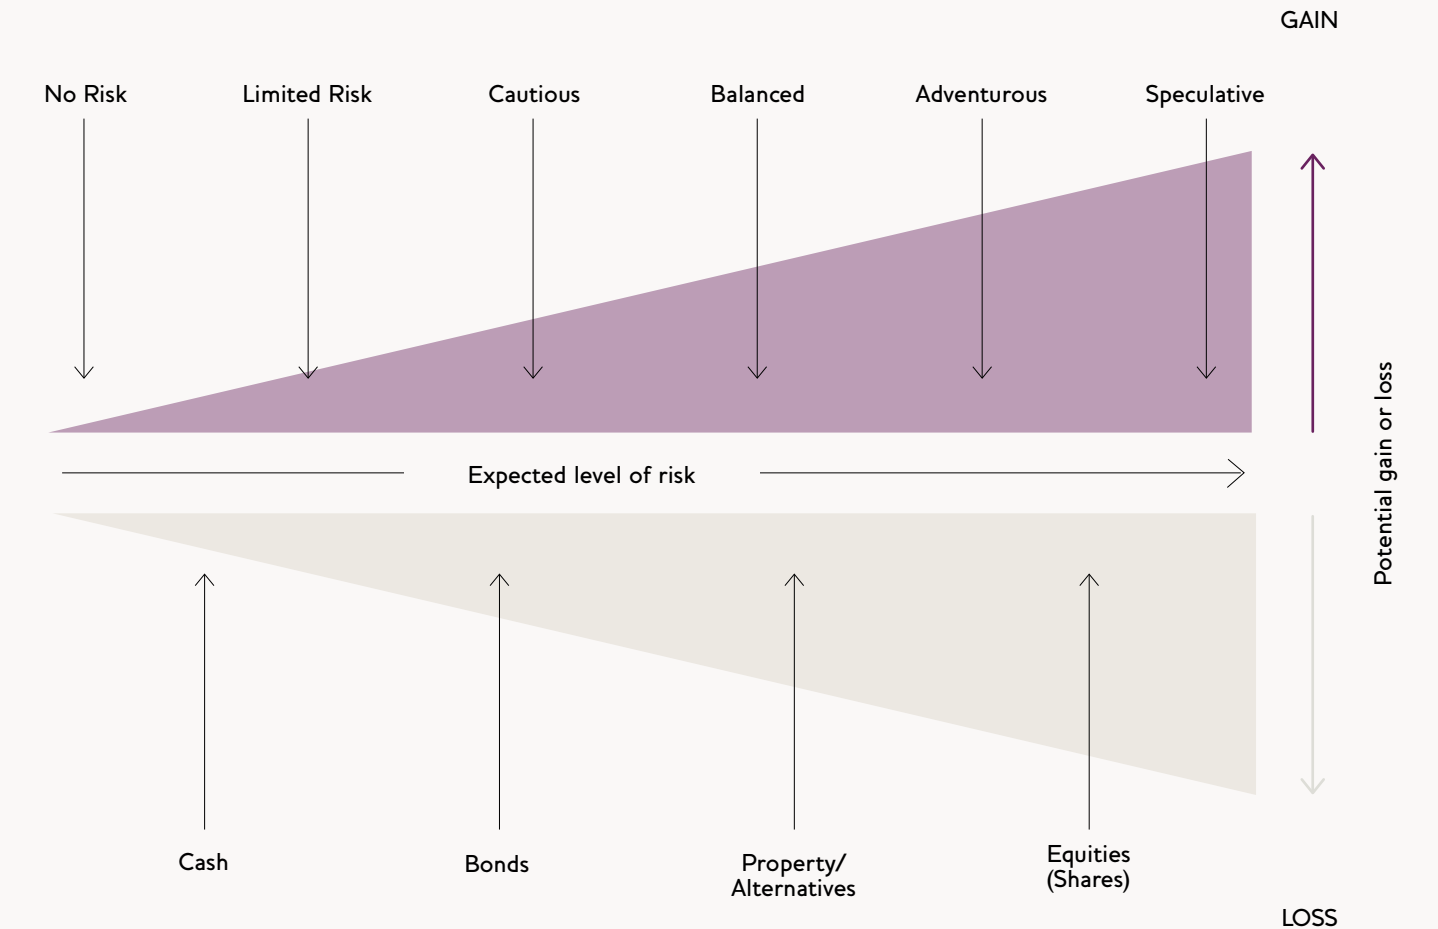 GAIN
No Risk
Limited Risk
Cautious
Balanced
Adventurous
Speculative
Potential gain or loss
Expected level of risk
Cash
Bonds
Property/
Alternatives
Equities
(Shares)
LOSS